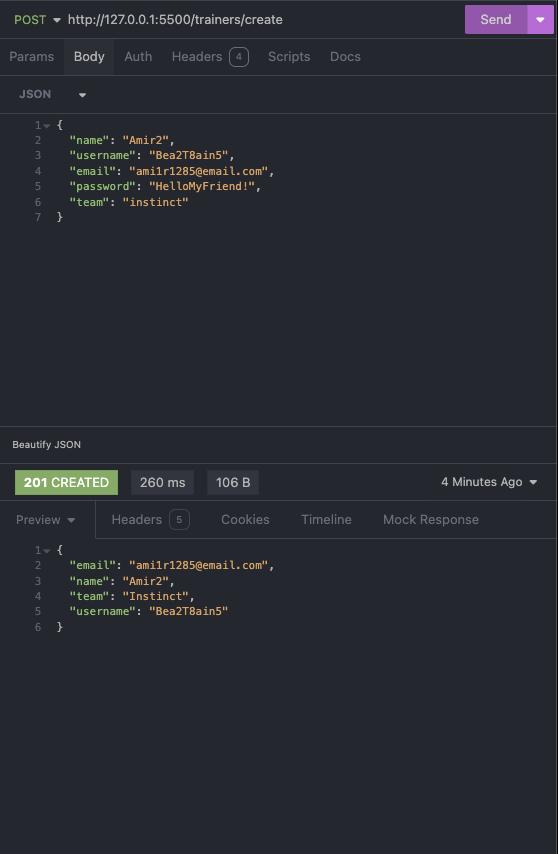 POST http://127.0.0.1:5500/trainers/create Send
Params Body Auth Headers 4 Scripts Docs
JSON
1 {
2 "name": "Amir2",
3 "username": "Bea2T8ain5",
4 "email": "ami1r1285@email.com",
5 "password": "HelloMyFriend!",
6 "team": "instinct"
7 }
Beautify JSON
201 CREATED 260 ms 106 B 4 Minutes Ago
Preview Headers 5 Cookies Timeline Mock Response
1 {
2 "email": "ami1r1285@email.com",
3 "name": "Amir2",
4 "team": "Instinct",
5 "username": "Bea2T8ain5"
6 }